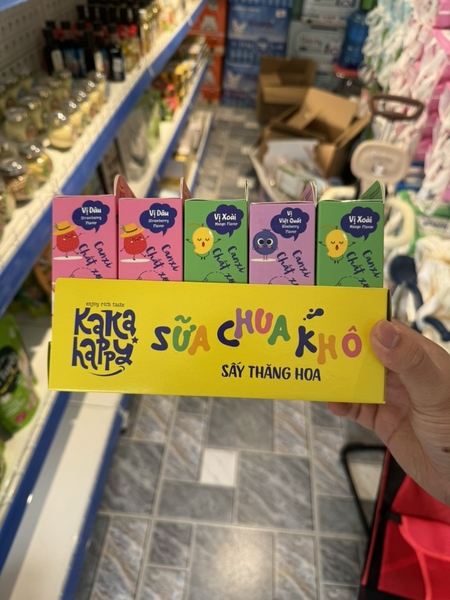 Vị Dâu
Strawberry
Flavor
Canxi
Chất xơ
Vị Dâu
Strawberry
Flavor
Canxi
Chất xơ
Vị Xoài
Mango Flavor
Canxi
Chất xơ
Vị
Việt Quất
Blueberry
Flavor
Canxi
Chất xơ
Vị Xoài
Mango Flavor
Canxi
Chất xơ
enjoy rich taste
KaKa
happy
SỮA CHUA KHÔ
SẤY THĂNG HOA